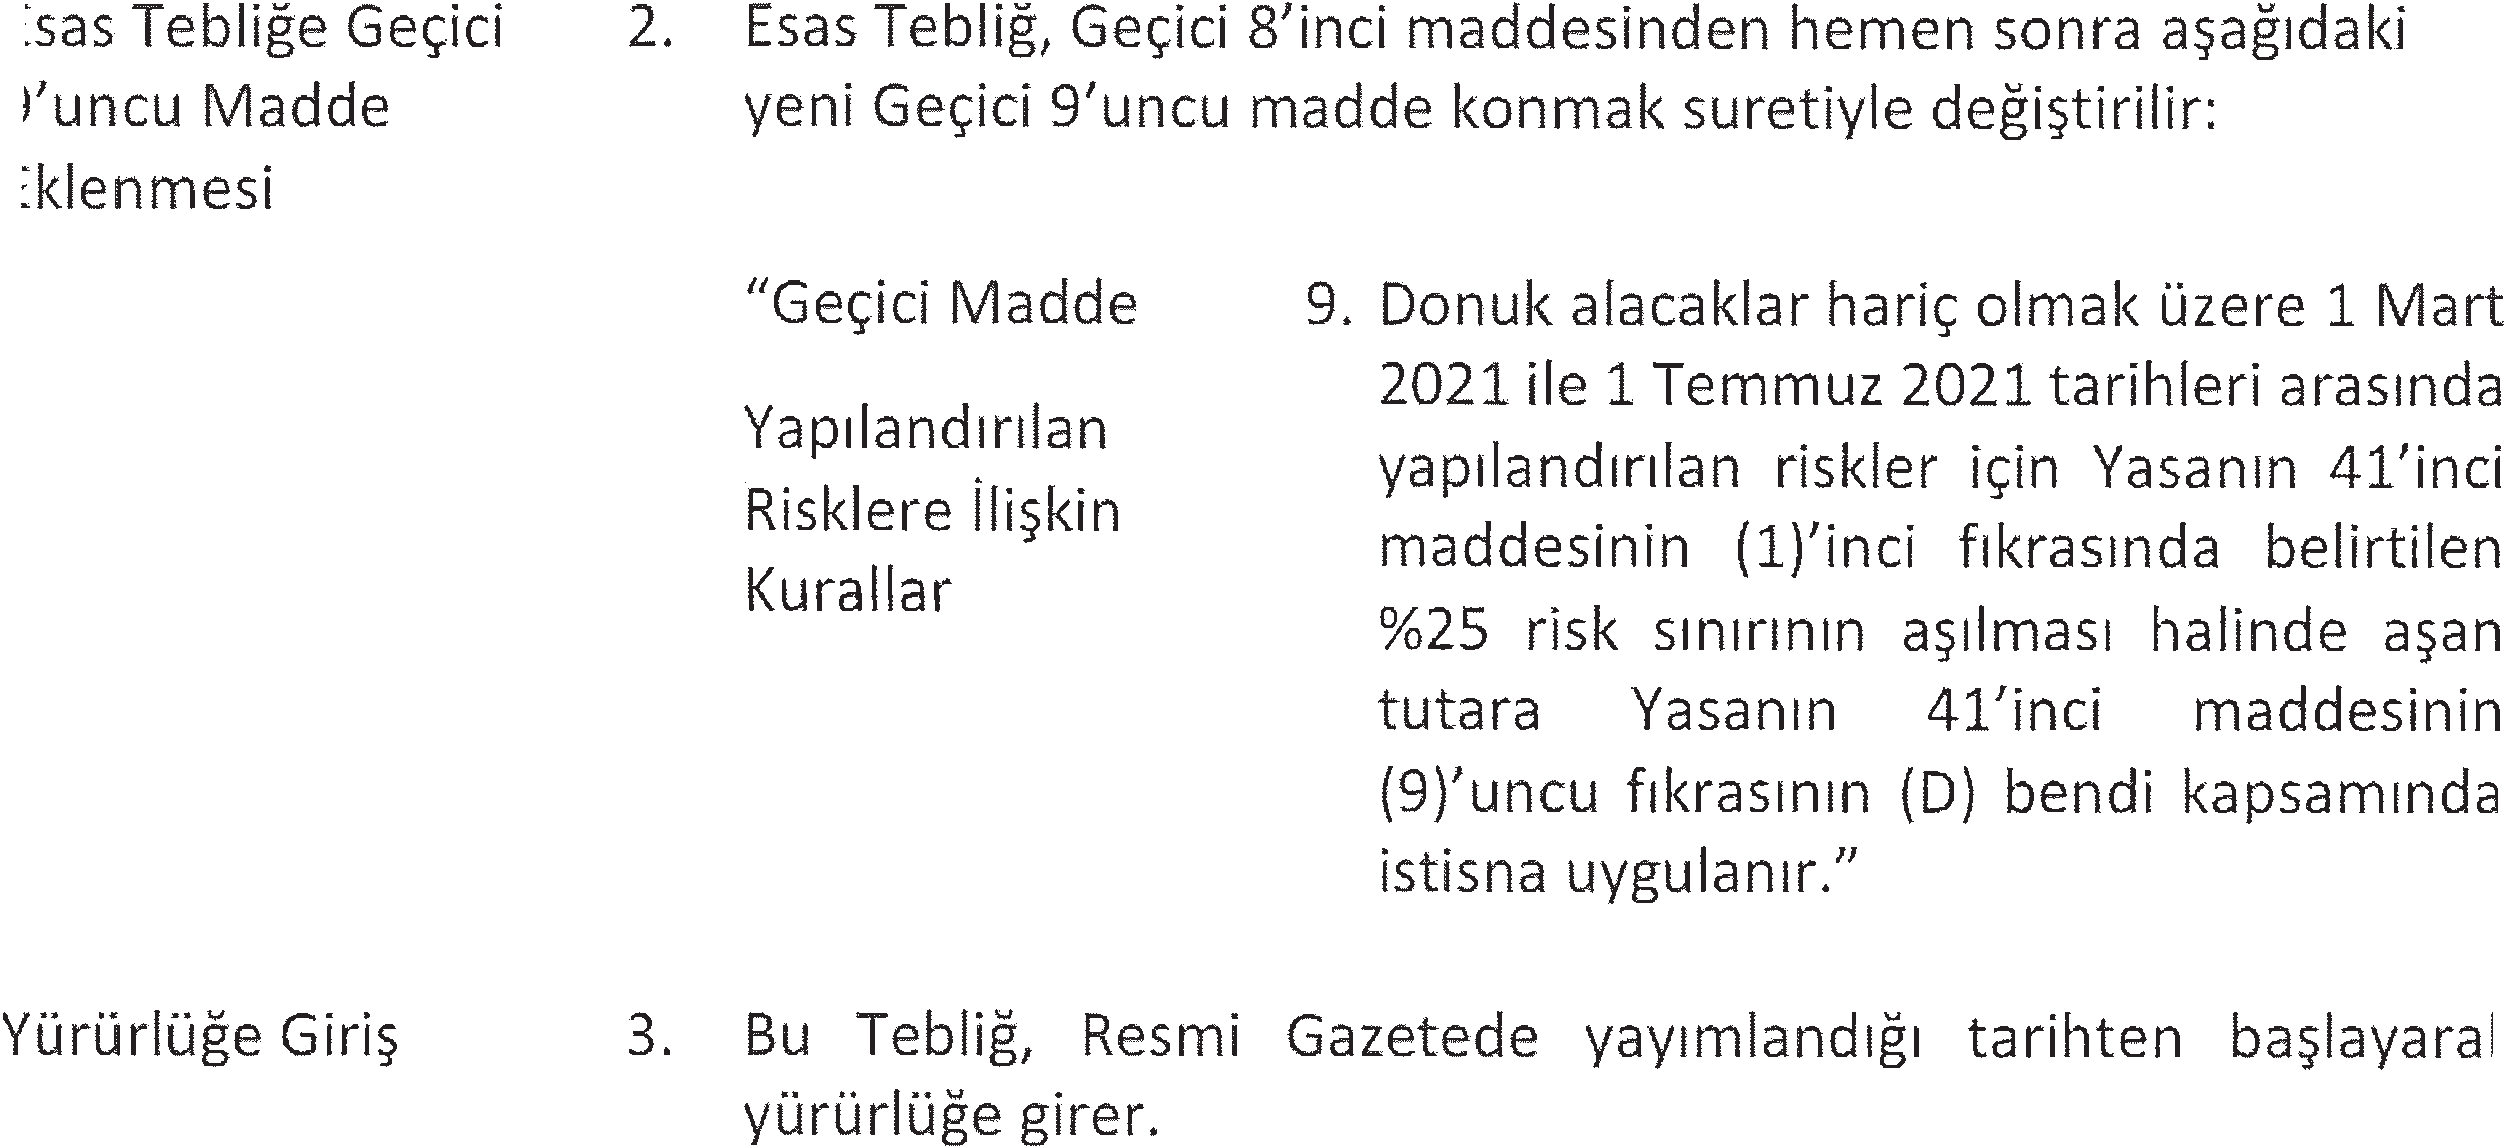 Esas Tebliğe Geçici
9'uncu Madde
Eklenmesi
2. Esas Tebliğ, Geçici 8'inci maddesinden hemen sonra aşağıdaki
yeni Geçici 9'uncu madde konmak suretiyle değiştirilir:
"Geçici Madde
Yapılandırılan
Risklere İlişkin
Kurallar
9. Donuk alacaklar hariç olmak üzere 1 Mart
2021 ile 1 Temmuz 2021 tarihleri arasında
yapılandırılan riskler için Yasanın 41'inci
maddesinin (1)'inci fıkrasında belirtilen
%25 risk sınırının aşılması halinde aşan
tutara Yasanın 41'inci maddesinin
(9)'uncu fıkrasının (D) bendi kapsamında
istisna uygulanır."
Yürürlüğe Giriş
3. Bu Tebliğ, Resmi Gazetede yayımlandığı tarihten başlayarak
yürürlüğe girer.